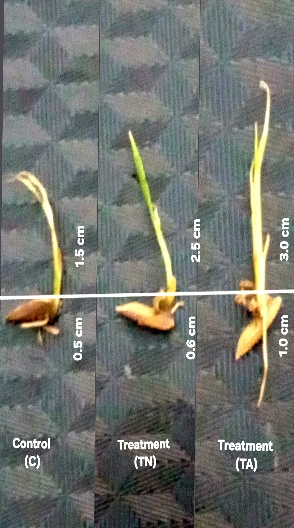 1.5 cm
2.5 cm
3.0 cm
0.5 cm
0.6 cm
1.0 cm
Control
(C)
Treatment
(TN)
Treatment
(TA)